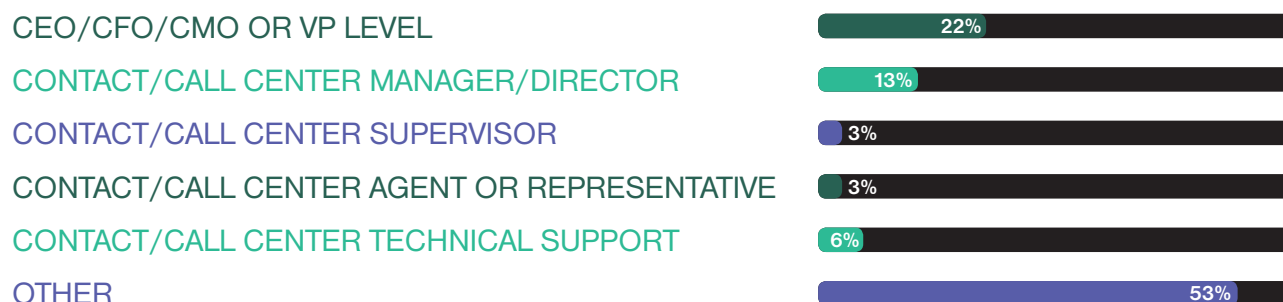 CEO/CFO/CMO OR VP LEVEL 22%
CONTACT/CALL CENTER MANAGER/DIRECTOR 13%
CONTACT/CALL CENTER SUPERVISOR 3%
CONTACT/CALL CENTER AGENT OR REPRESENTATIVE 3%
CONTACT/CALL CENTER TECHNICAL SUPPORT 6%
OTHER 53%